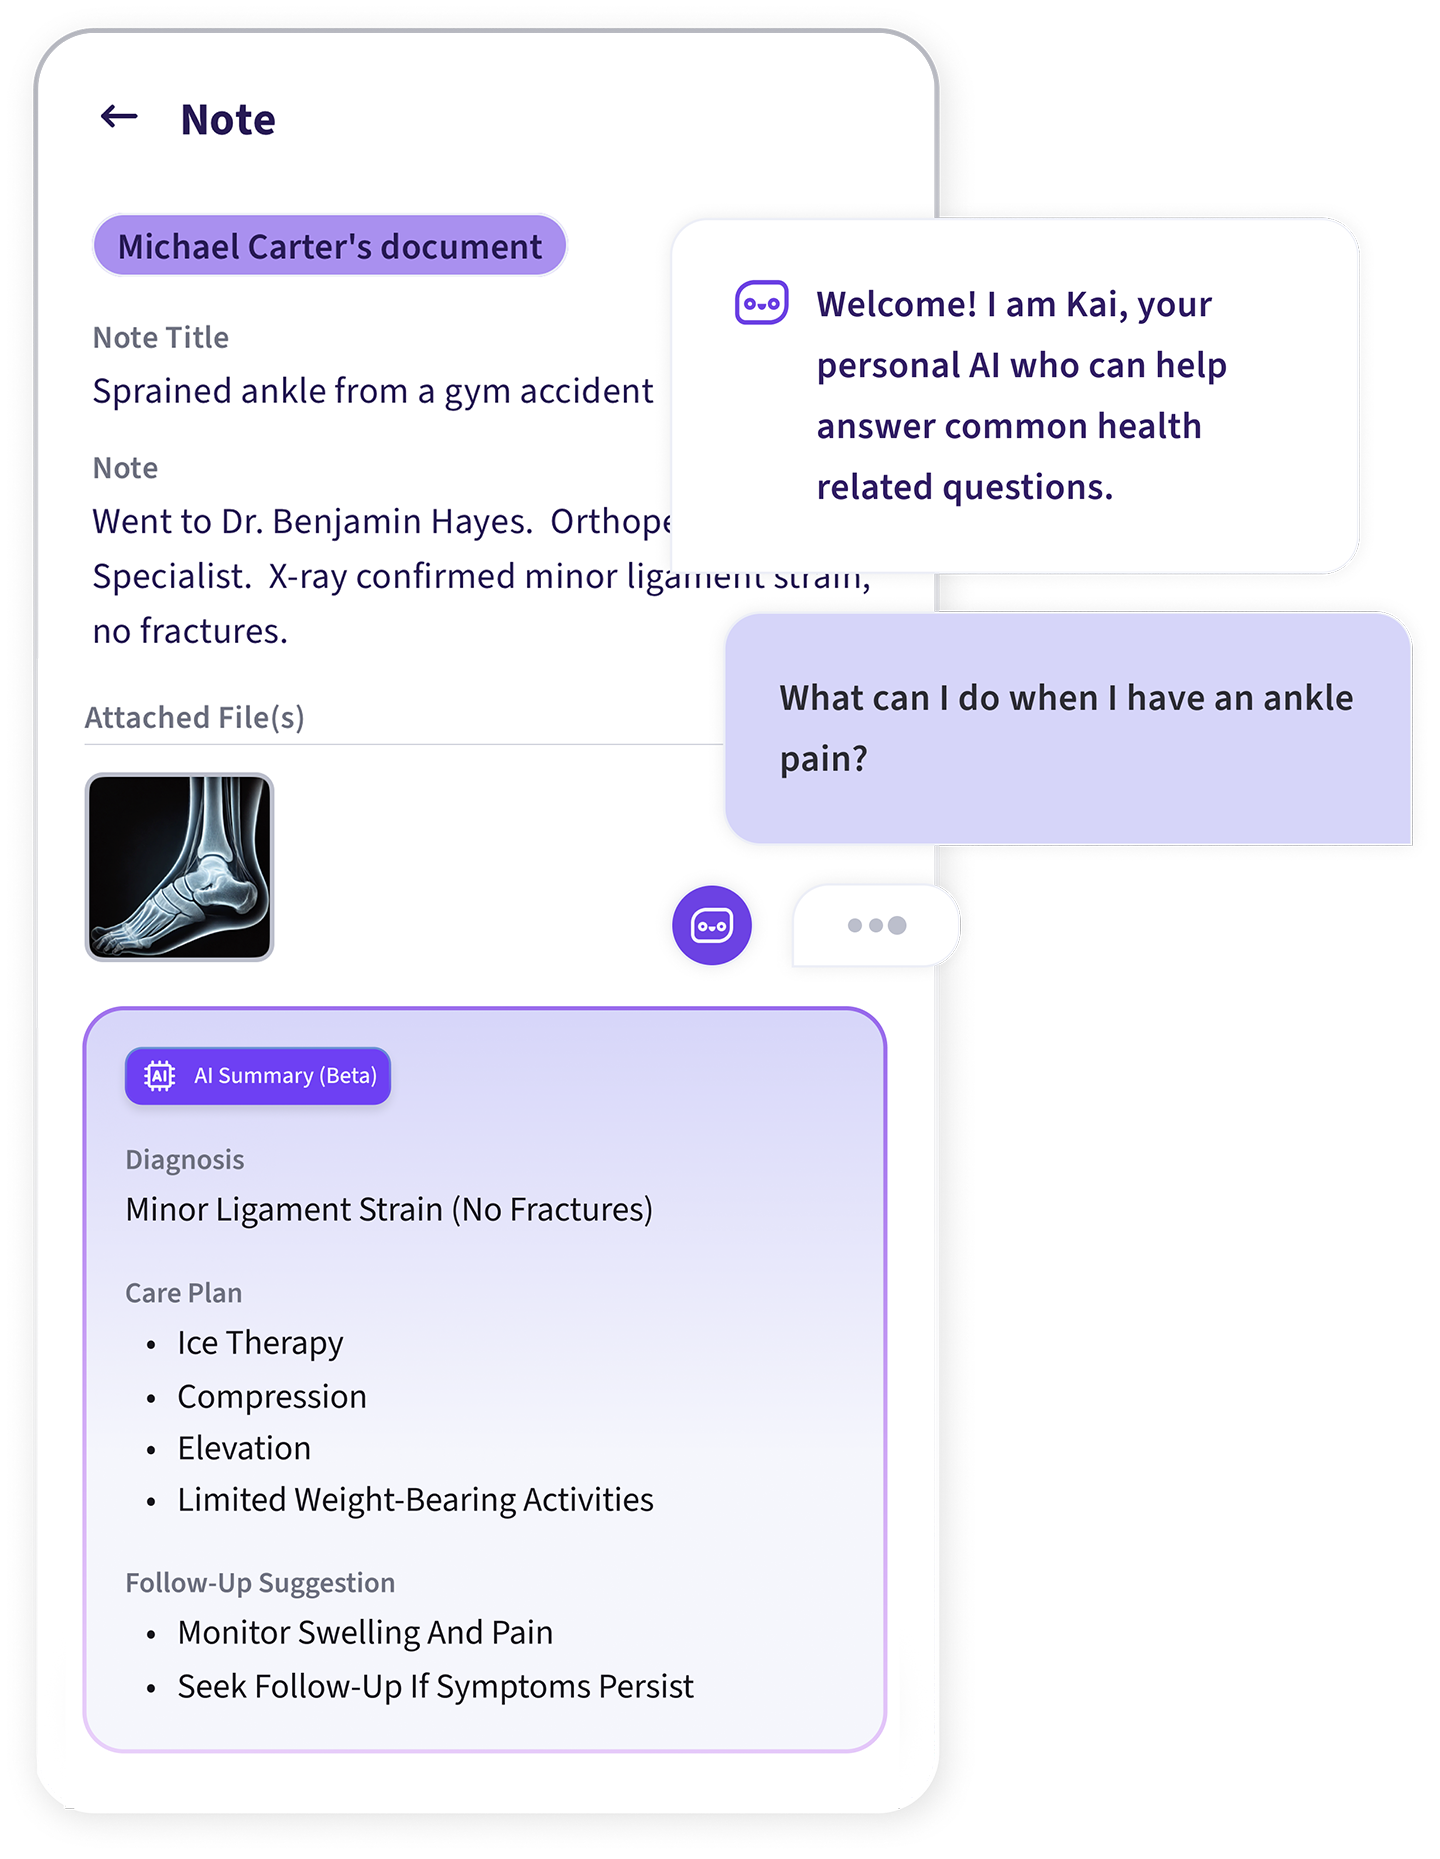 Note
Michael Carter's document
Note Title
Sprained ankle from a gym accident
Note
Went to Dr. Benjamin Hayes. 
Specialist. X-ray confirmed minor ligament strain,
no fractures.
Attached File(s)
Welcome! I am Kai, your
personal AI who can help
answer common health
related questions.
What can I do when I have an ankle
pain?
AI AI Summary (Beta)
Diagnosis
Minor Ligament Strain (No Fractures)
Care Plan
• Ice Therapy
• Compression
• Elevation
• Limited Weight-Bearing Activities
Follow-Up Suggestion
• Monitor Swelling And Pain
• Seek Follow-Up If Symptoms Persist